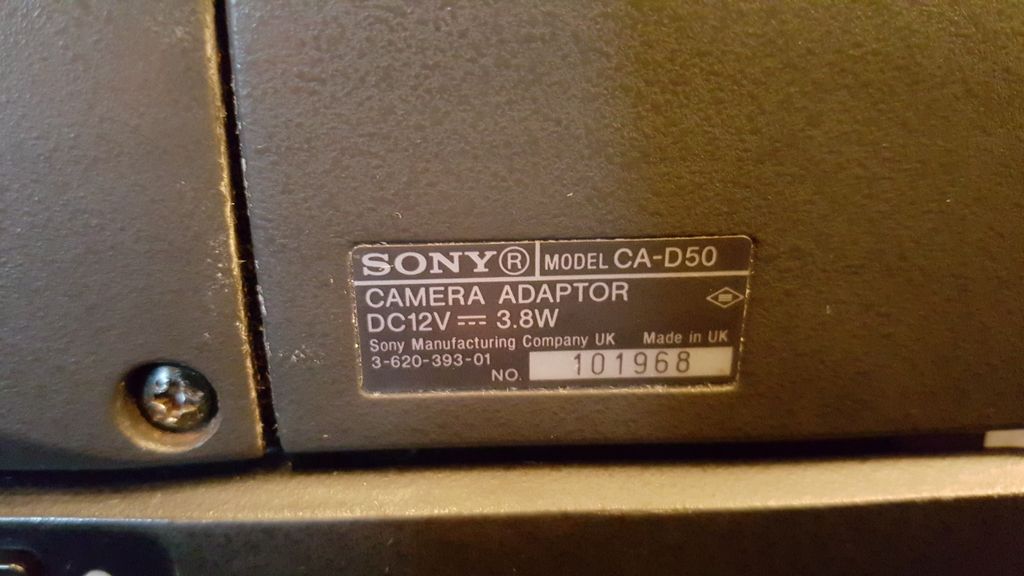 SONY® MODEL CA-D50
CAMERA ADAPTOR
DC12V ⎓ 3.8W
Sony Manufacturing Company UK Made in UK
3-620-393-01
NO. 101968